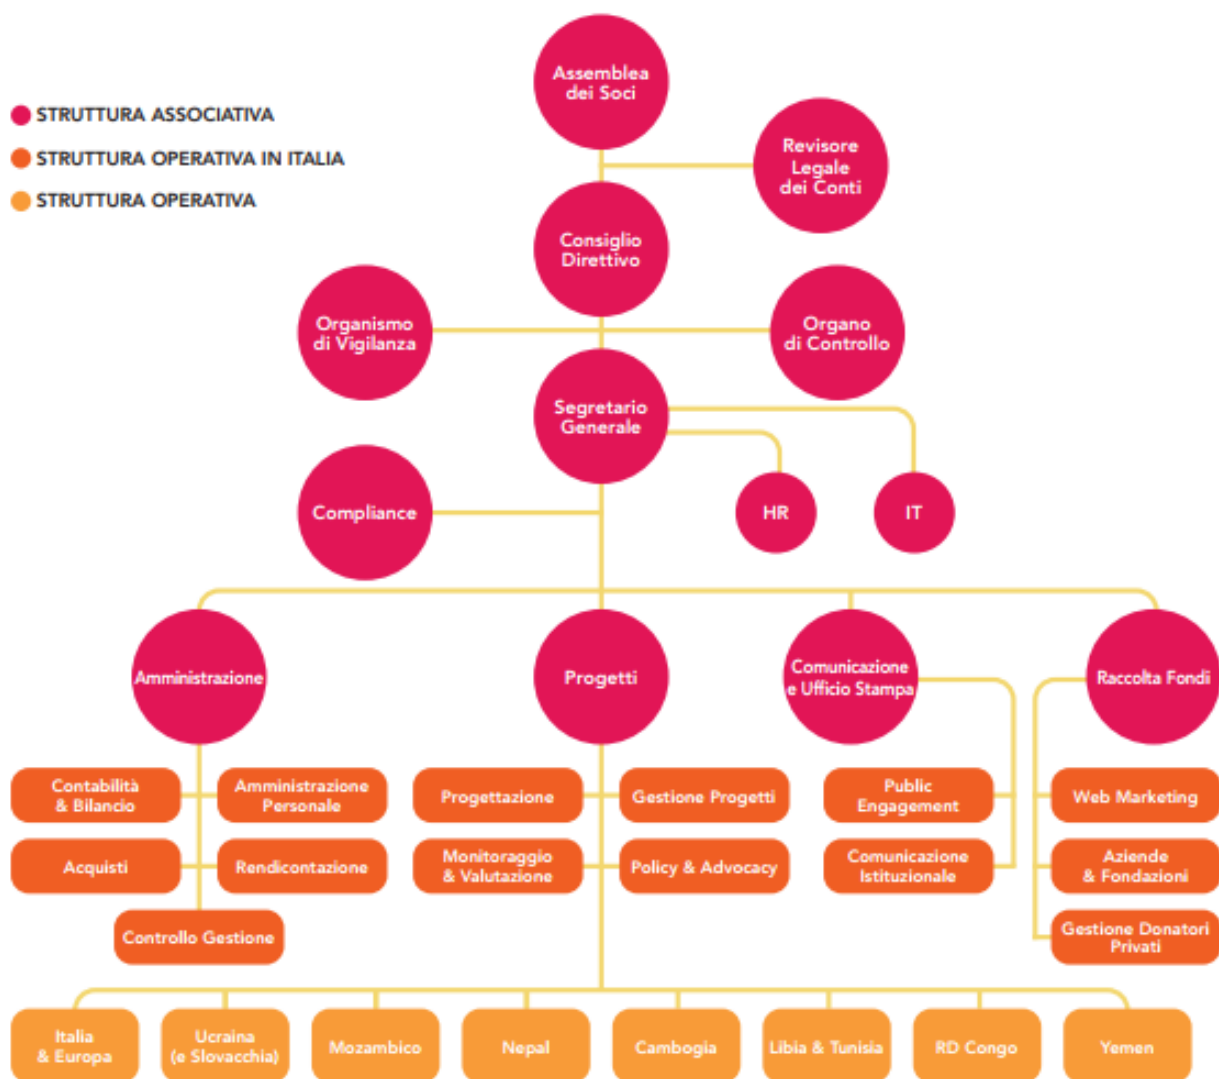 Assemblea
dei Soci
STRUTTURA ASSOCIATIVA
STRUTTURA OPERATIVA IN ITALIA
STRUTTURA OPERATIVA
Revisore
Legale
dei Conti
Consiglio
Direttivo
Organismo
di Vigilanza
Organo
di Controllo
Segretario
Generale
Compliance
HR
IT
Amministrazione
Progetti
Comunicazione
e Ufficio Stampa
Raccolta Fondi
Contabilità
& Bilancio
Amministrazione
Personale
Progettazione
Gestione Progetti
Public
Engagement
Web Marketing
Acquisti
Rendicontazione
Monitoraggio
& Valutazione
Policy & Advocacy
Comunicazione
Istituzionale
Aziende
& Fondazioni
Controllo Gestione
Gestione Donatori
Privati
Italia
& Europa
Ucraina
(e Slovacchia)
Mozambico
Nepal
Cambogia
Libia & Tunisia
RD Congo
Yemen